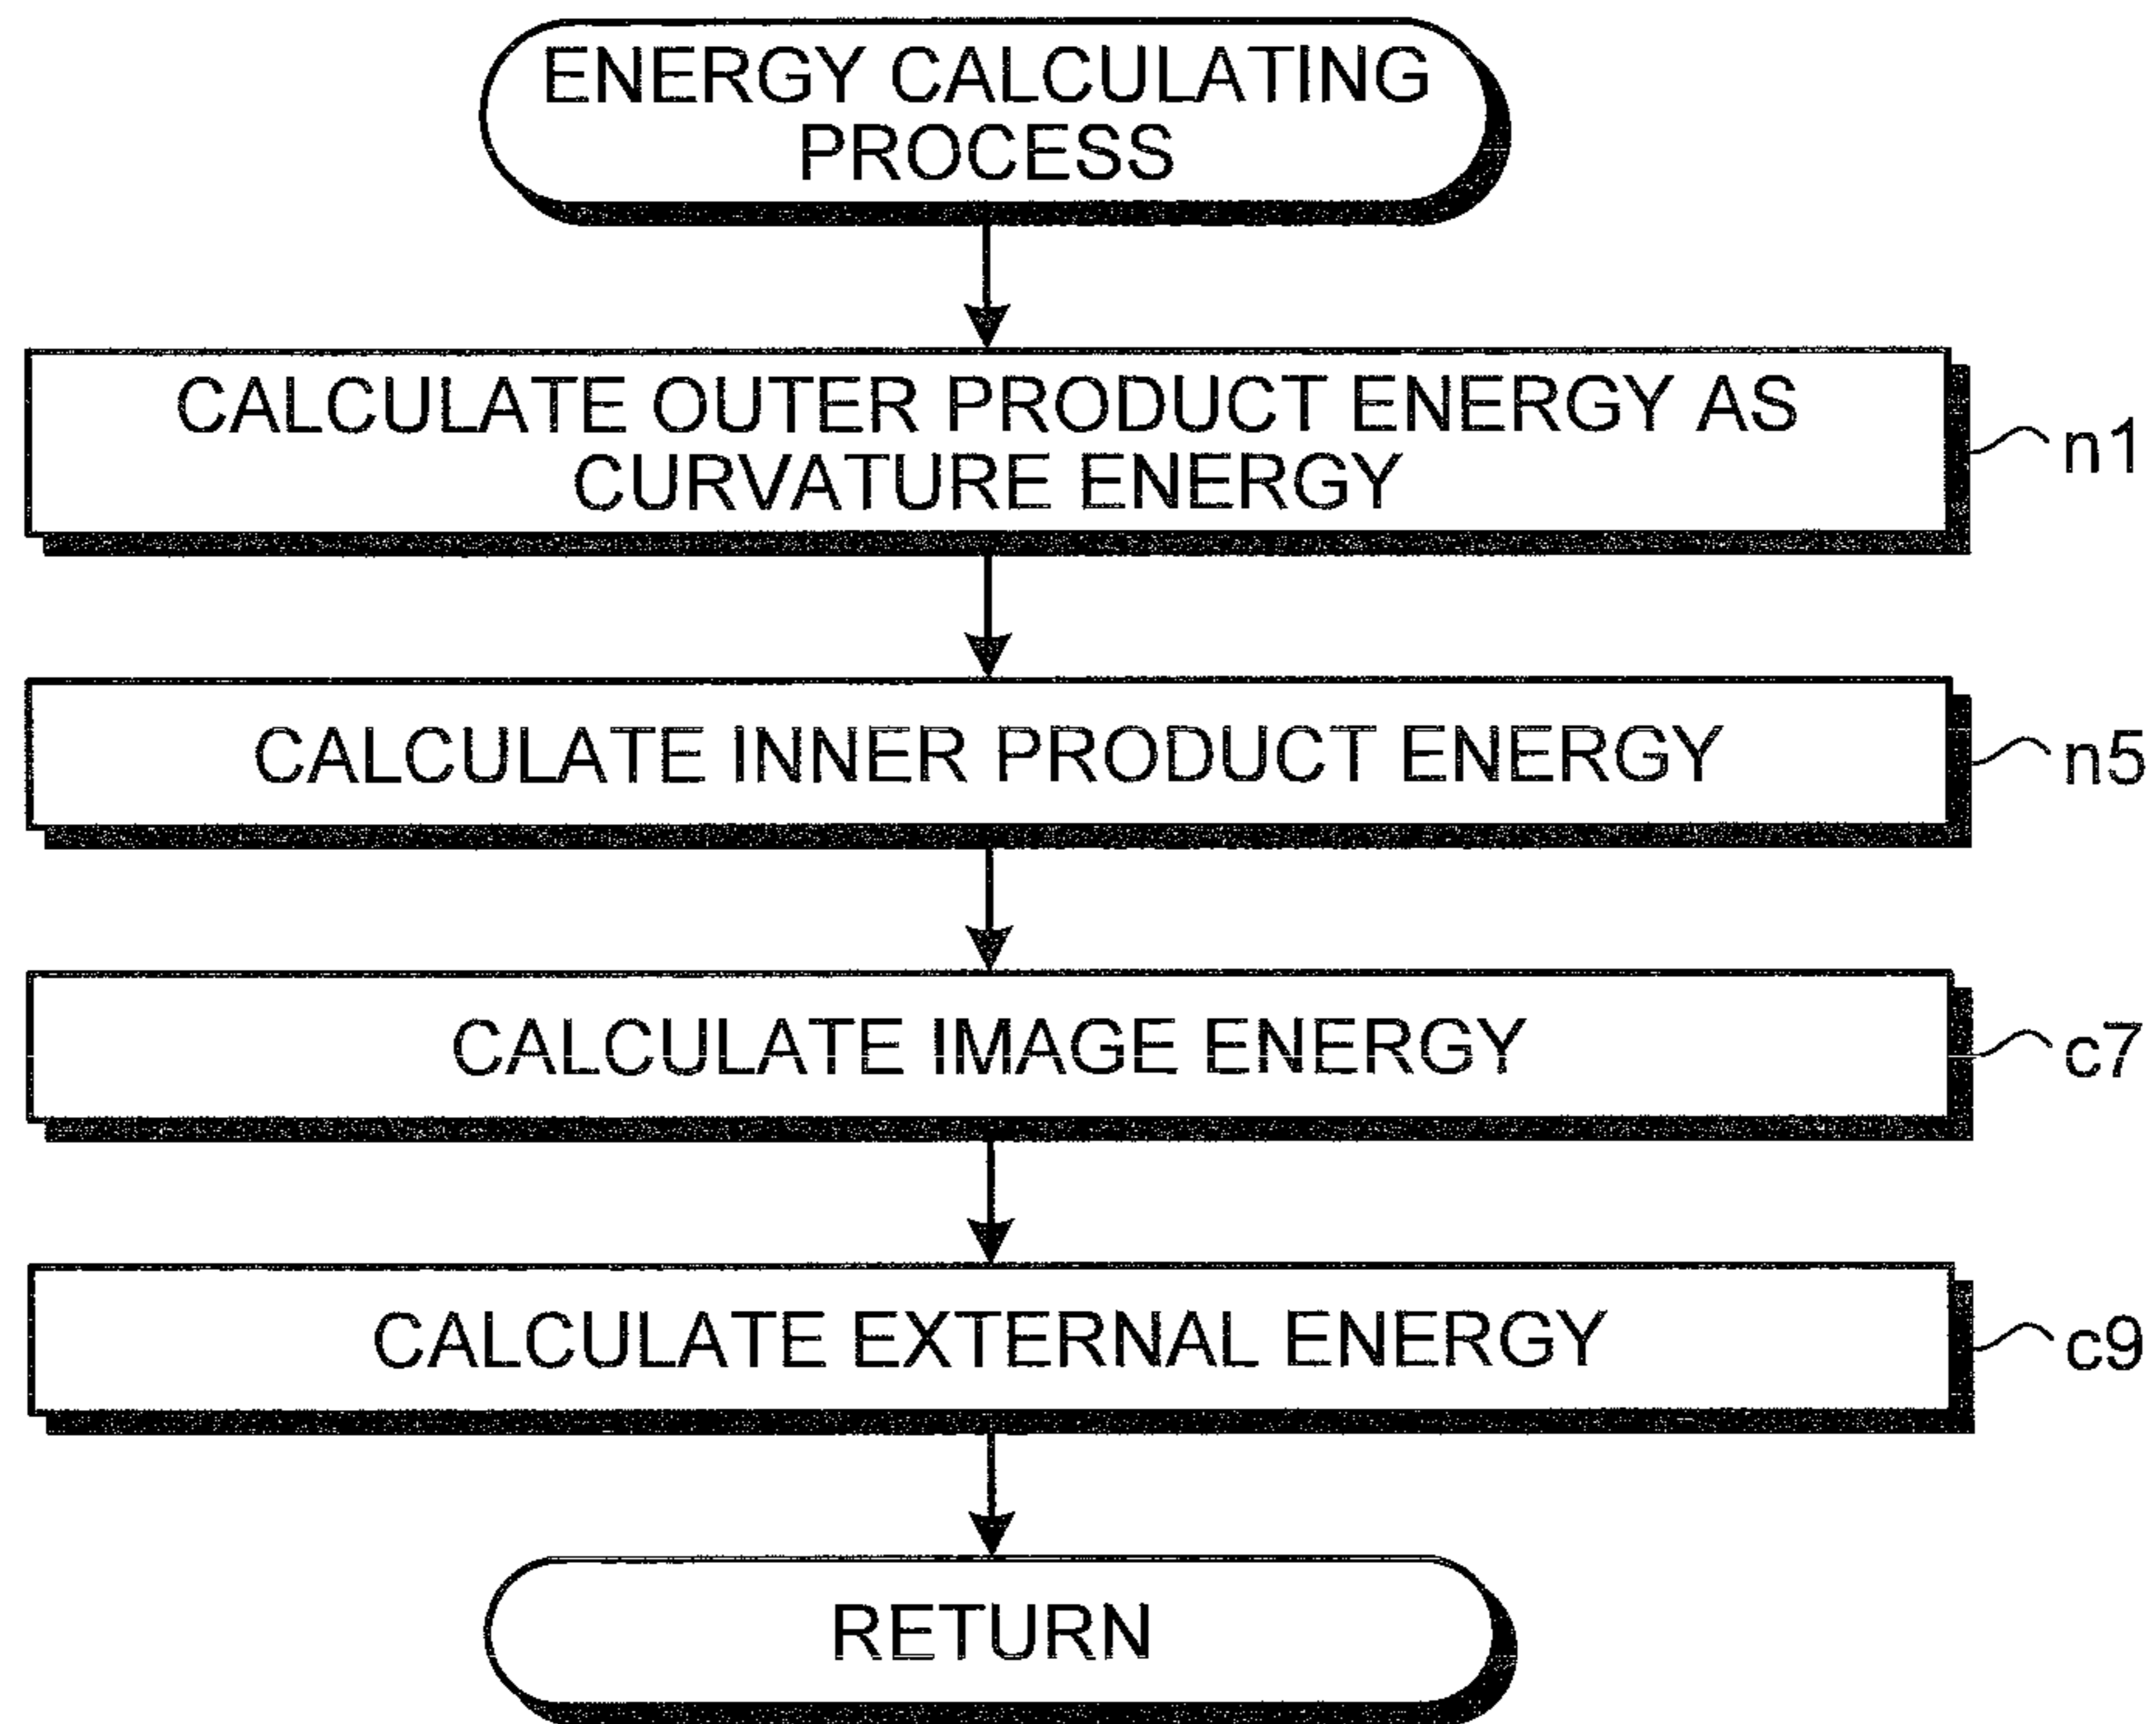 ENERGY CALCULATING
PROCESS
CALCULATE OUTER PRODUCT ENERGY AS
CURVATURE ENERGY
n1
CALCULATE INNER PRODUCT ENERGY
n5
CALCULATE IMAGE ENERGY
c7
CALCULATE EXTERNAL ENERGY
c9
RETURN